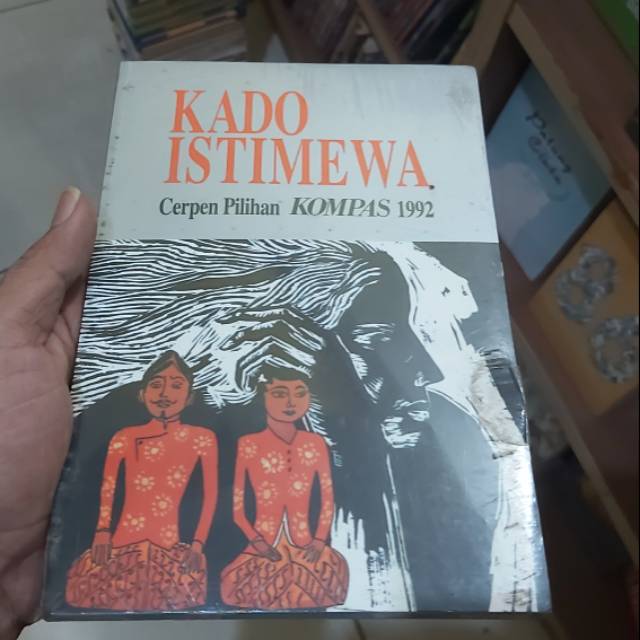 KADO
ISTIMEWA
Cerpen Pilihan KOMPAS 1992